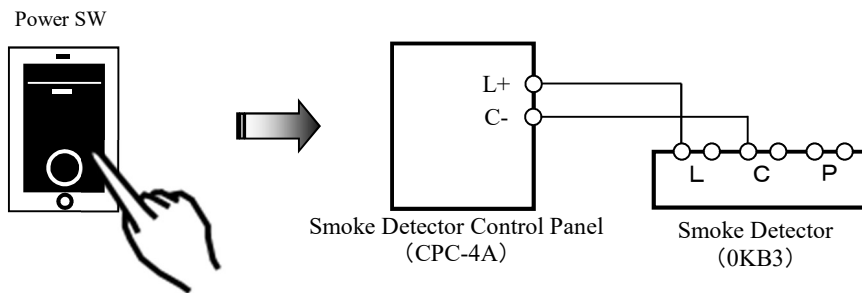 Power SW
L+
C-
L C P
Smoke Detector Control Panel
（CPC-4A）
Smoke Detector
（0KB3）